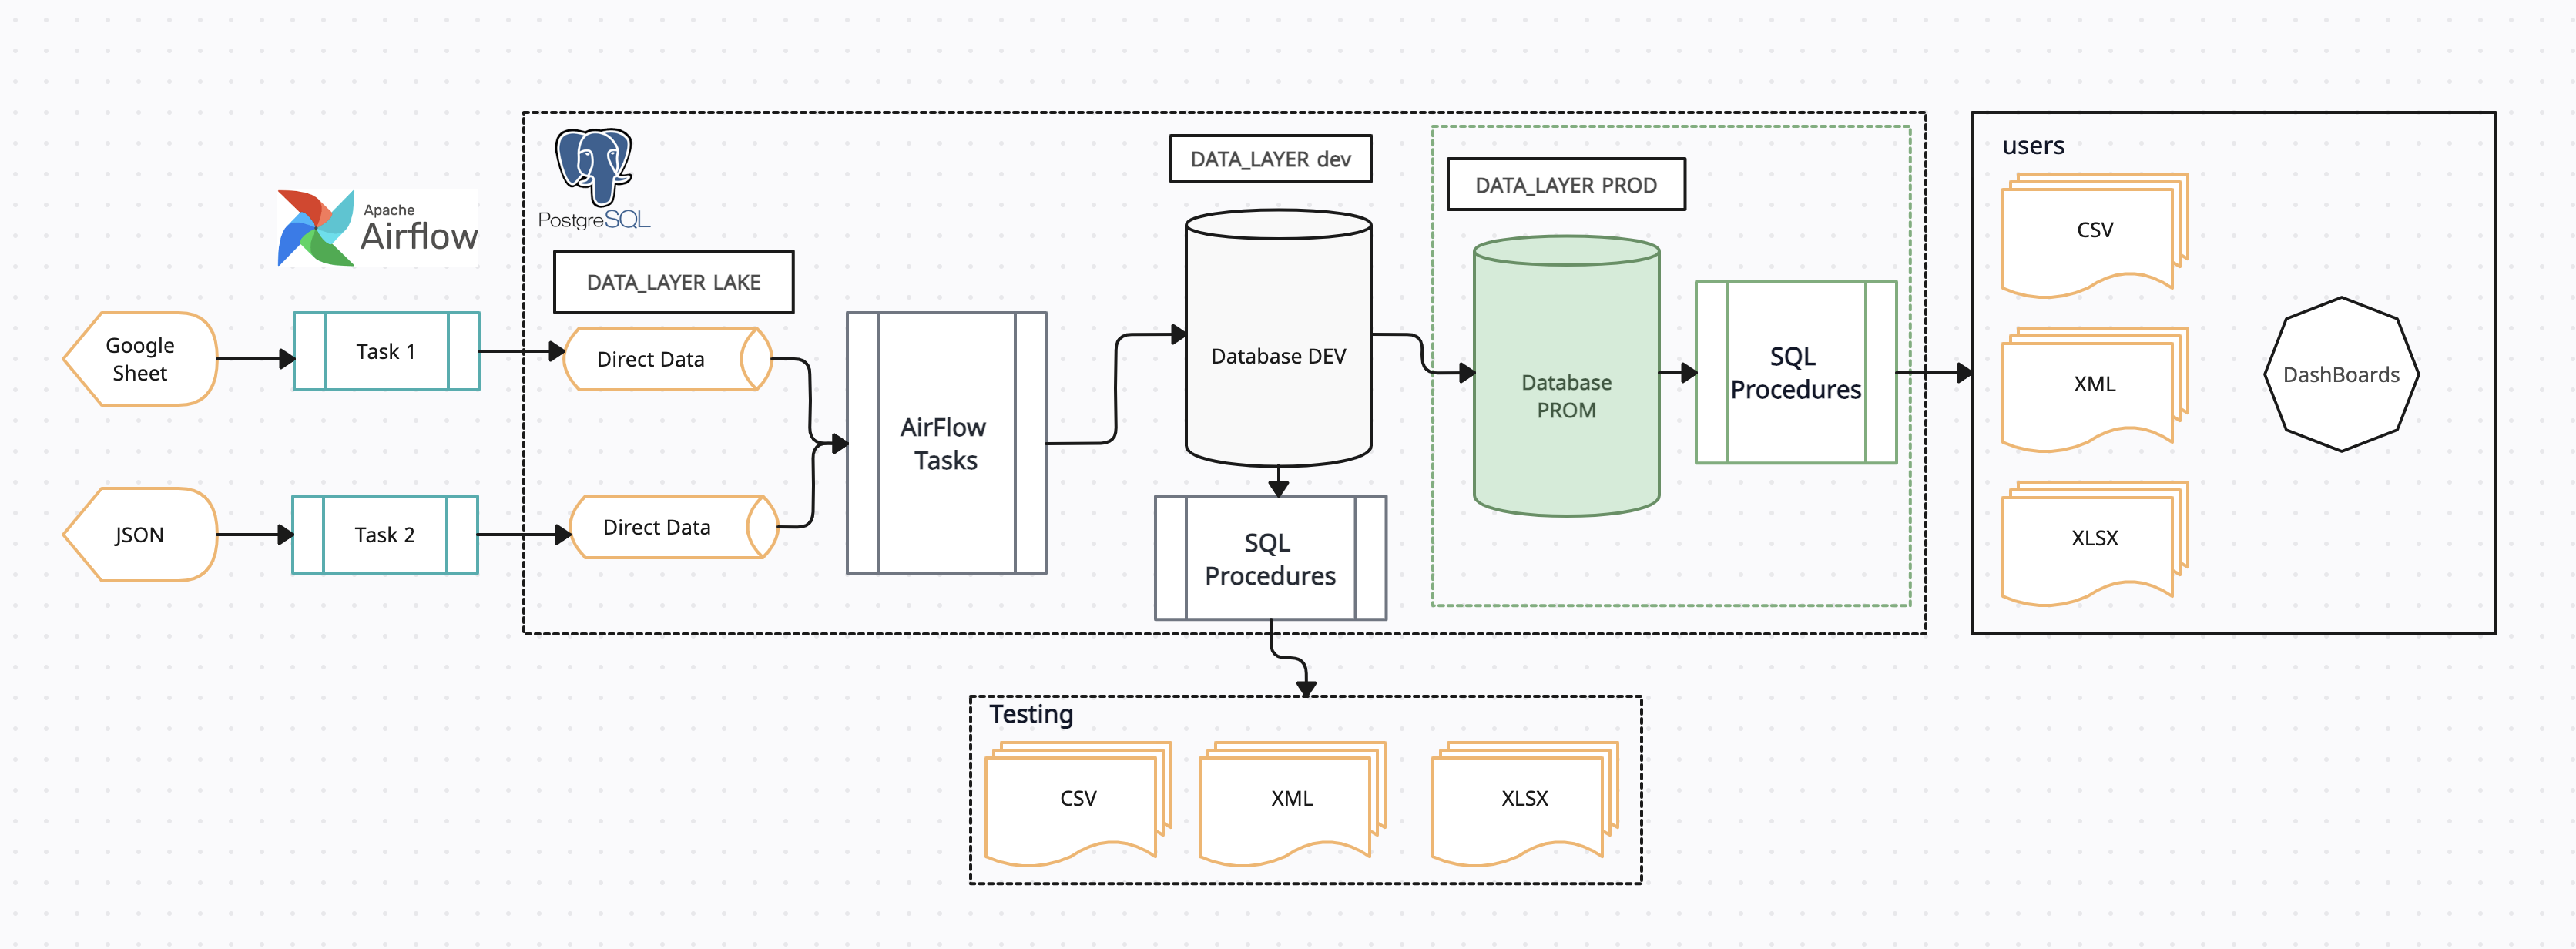 Apache
Airflow
Google
Sheet
Task 1
JSON
Task 2
PostgreSQL
DATA_LAYER LAKE
Direct Data
Direct Data
AirFlow
Tasks
DATA_LAYER dev
Database DEV
SQL
Procedures
DATA_LAYER PROD
Database
PROM
SQL
Procedures
users
CSV
XML
XLSX
DashBoards
Testing
CSV
XML
XLSX